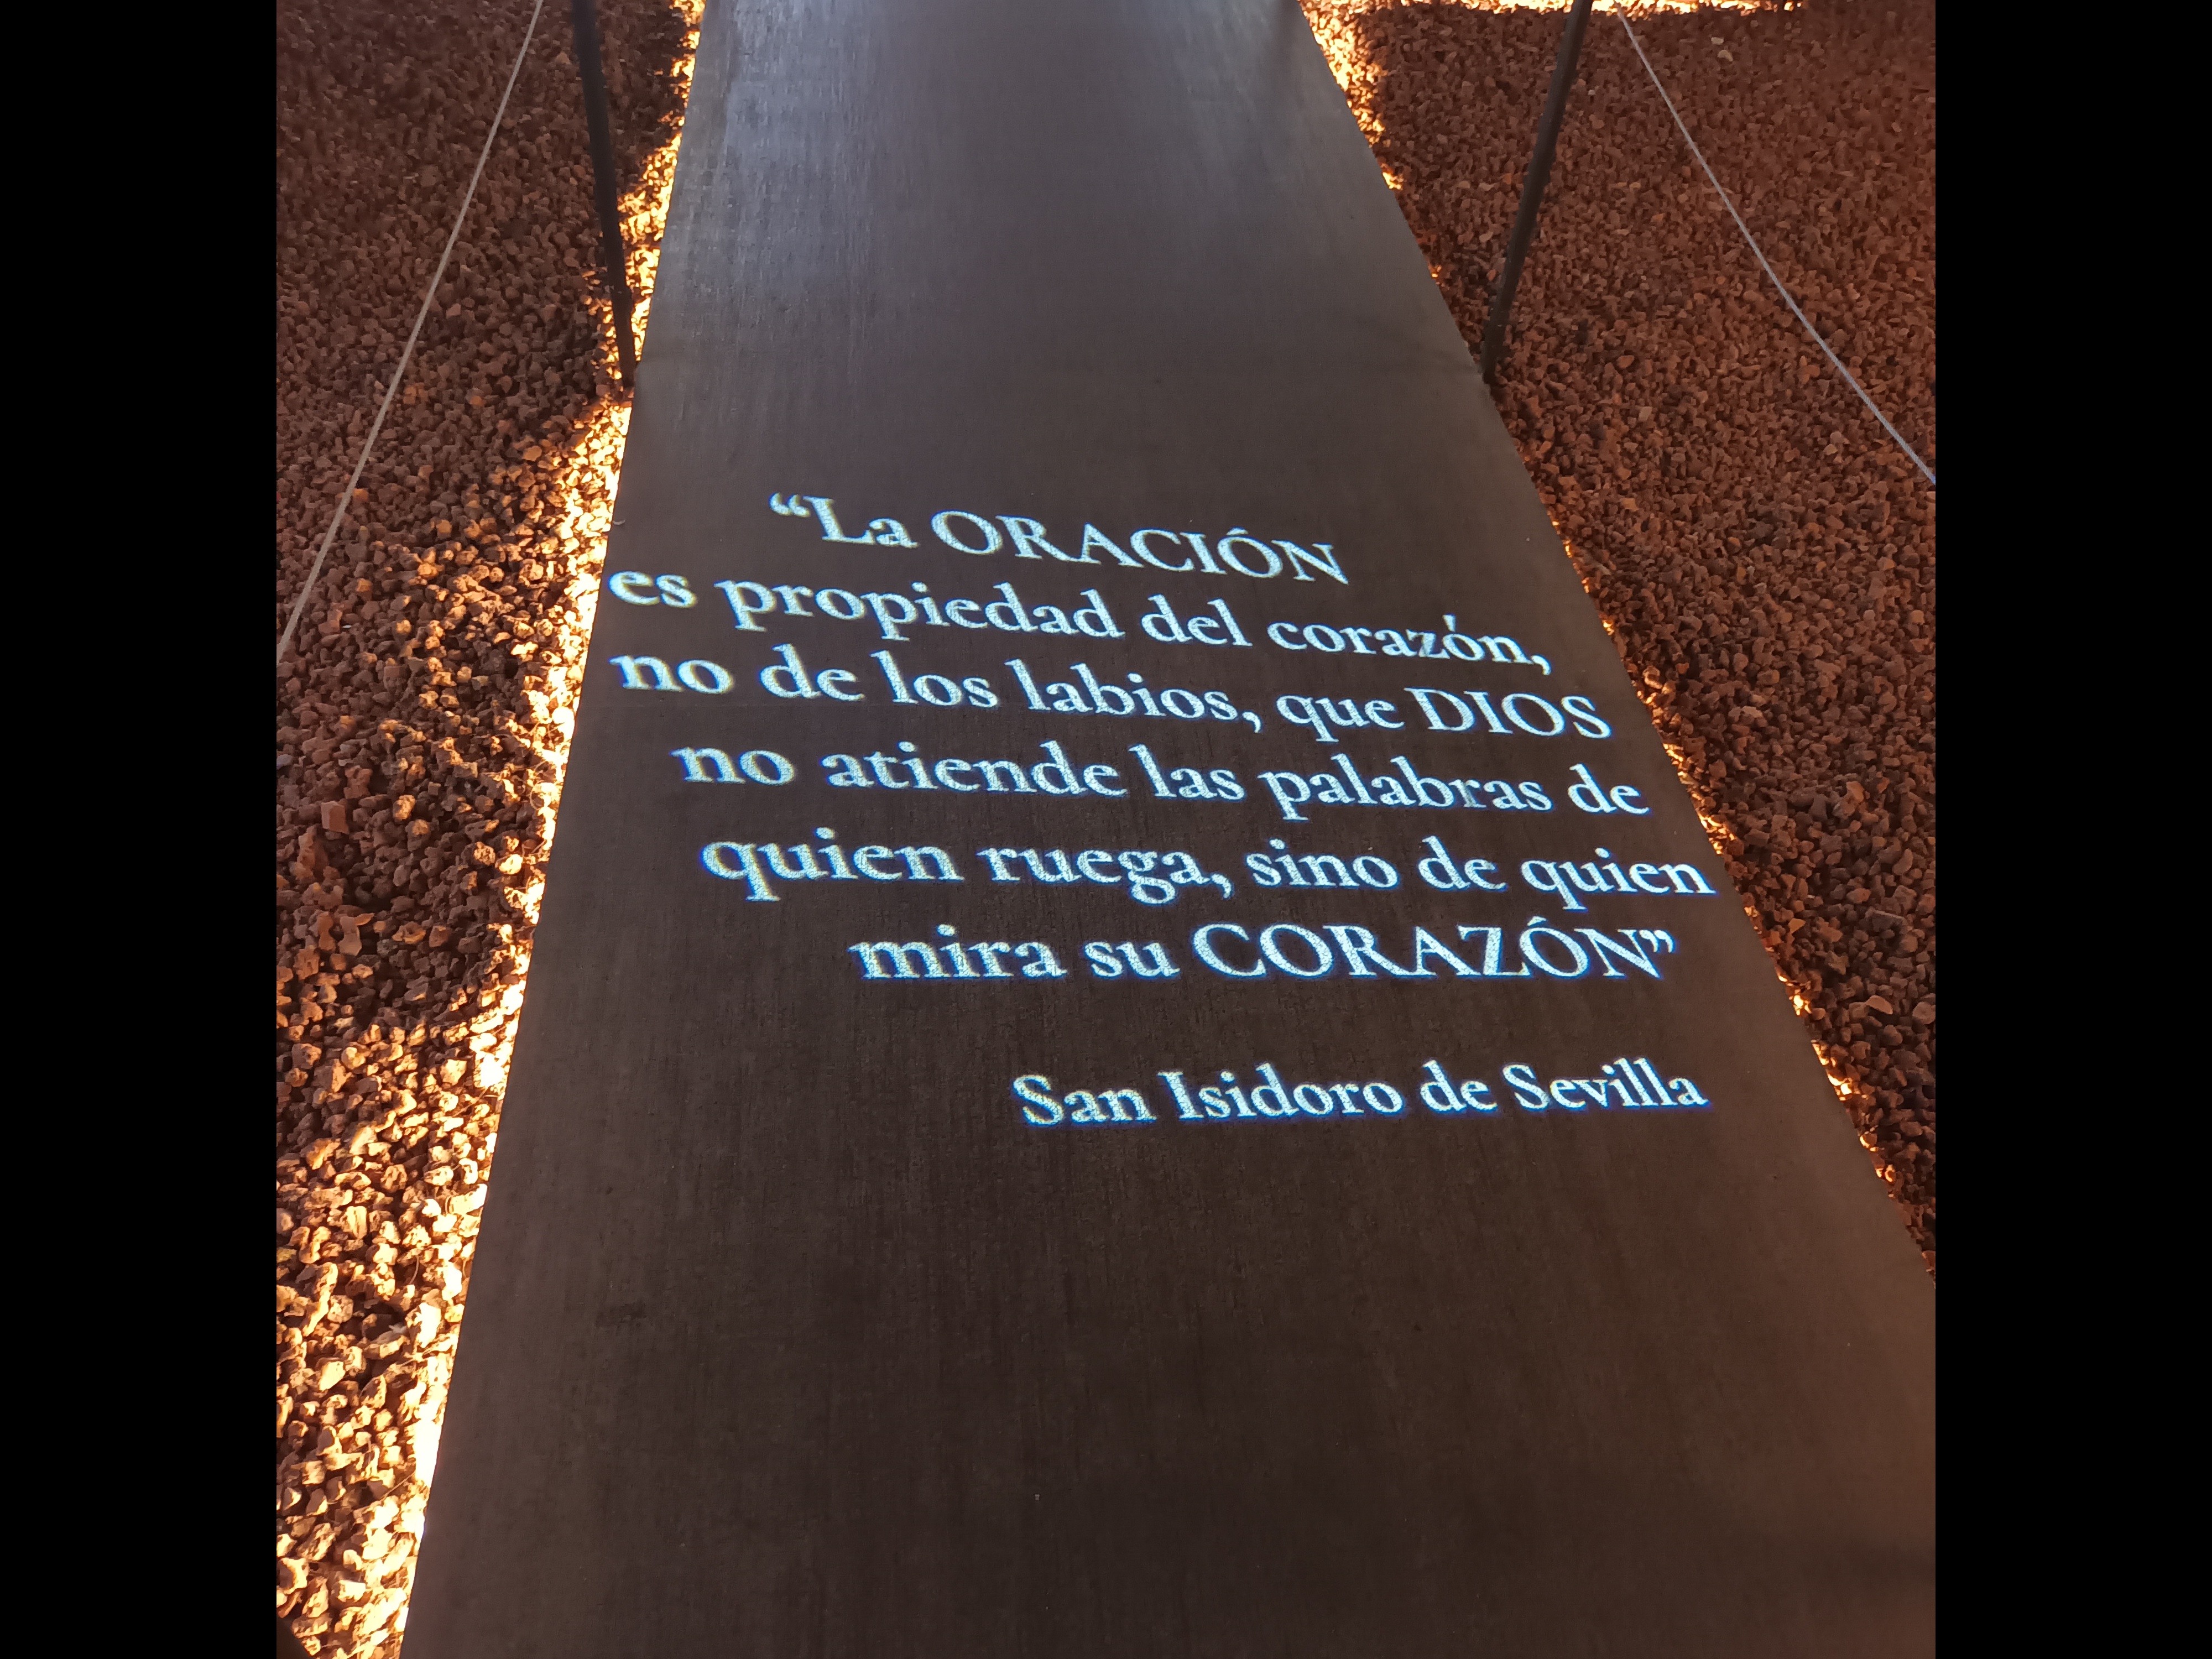 “La ORACIÓN
es propiedad del corazón,
no de los labios, que DIOS
no atiende las palabras de
quien ruega, sino de quien
mira su CORAZÓN”
San Isidoro de Sevilla